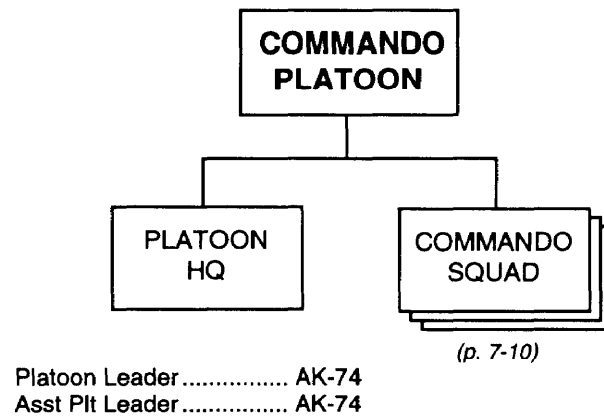 COMMANDO
PLATOON
PLATOON
HQ
COMMANDO
SQUAD
(p. 7-10)
Platoon Leader................ AK-74
Asst Plt Leader................ AK-74